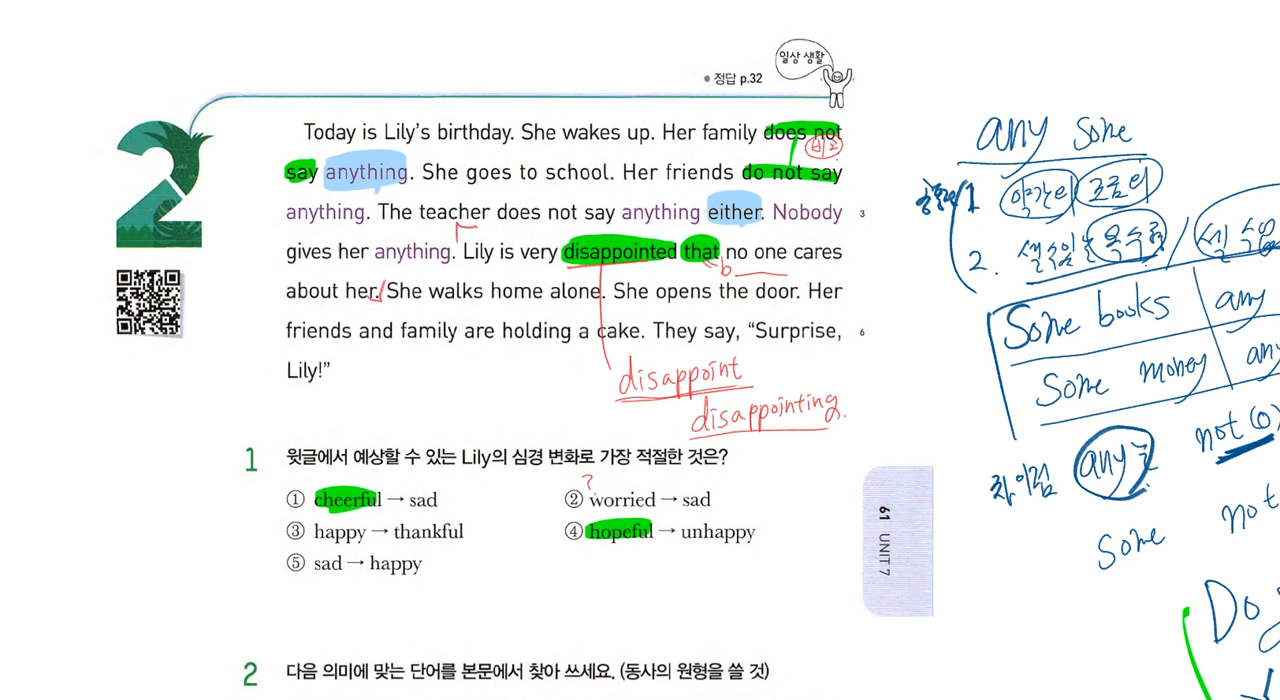 일상 생활
● 정답 p.32
2
Today is Lily's birthday. She wakes up. Her family does not
say anything. She goes to school. Her friends do not say
anything. The teacher does not say anything either. Nobody 3
gives her anything. Lily is very disappointed that no one cares
about her. She walks home alone. She opens the door. Her
friends and family are holding a cake. They say, “Surprise, 6
Lily!”
disappoint
disappointing.
1 윗글에서 예상할 수 있는 Lily의 심경 변화로 가장 적절한 것은?
① cheerful → sad ② worried → sad
?
③ happy → thankful ④ hopeful → unhappy
⑤ sad → happy
2 다음 의미에 맞는 단어를 본문에서 찾아 쓰세요. (동사의 원형을 쓸 것)
61 UNIT 7
any some
1 약간의 조금의
2. 셀 수 있는 복수형 /
Some books any
Some money any
차이점 any는 not (O)
Some not
Do